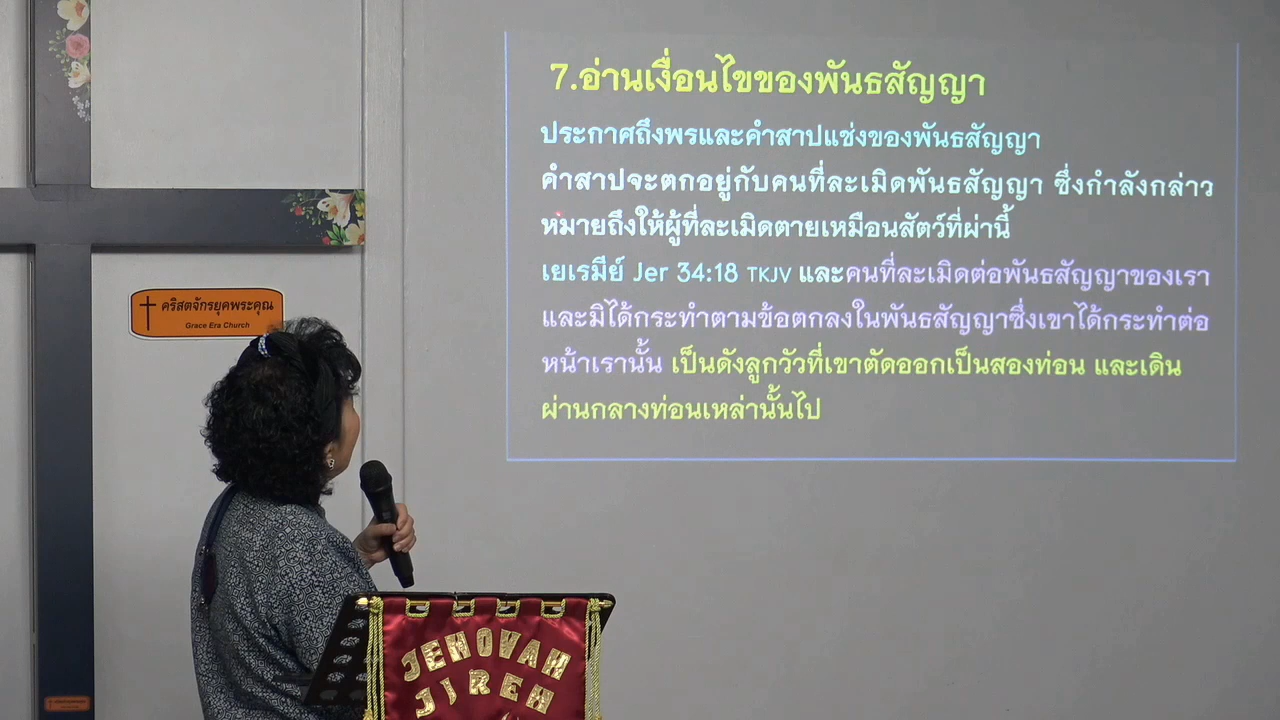 7.อ่านเงื่อนไขของพันธสัญญา
ประกาศถึงพรและคำสาปแช่งของพันธสัญญา
คำสาปจะตกอยู่กับคนที่ละเมิดพันธสัญญา ซึ่งกำลังกล่าว
หมายถึงให้ผู้ที่ละเมิดตายเหมือนสัตว์ที่ผ่านี้
เยเรมีย์ Jer 34:18 TKJV และคนที่ละเมิดต่อพันธสัญญาของเรา
และมิได้กระทำตามข้อตกลงในพันธสัญญาซึ่งเขาได้กระทำต่อ
หน้าเรานั้น เป็นดังลูกวัวที่เขาตัดออกเป็นสองท่อน และเดิน
ผ่านกลางท่อนเหล่านั้นไป
คริสตจักรยุคพระคุณ
Grace Era Church
JEHOVAH
JIREH